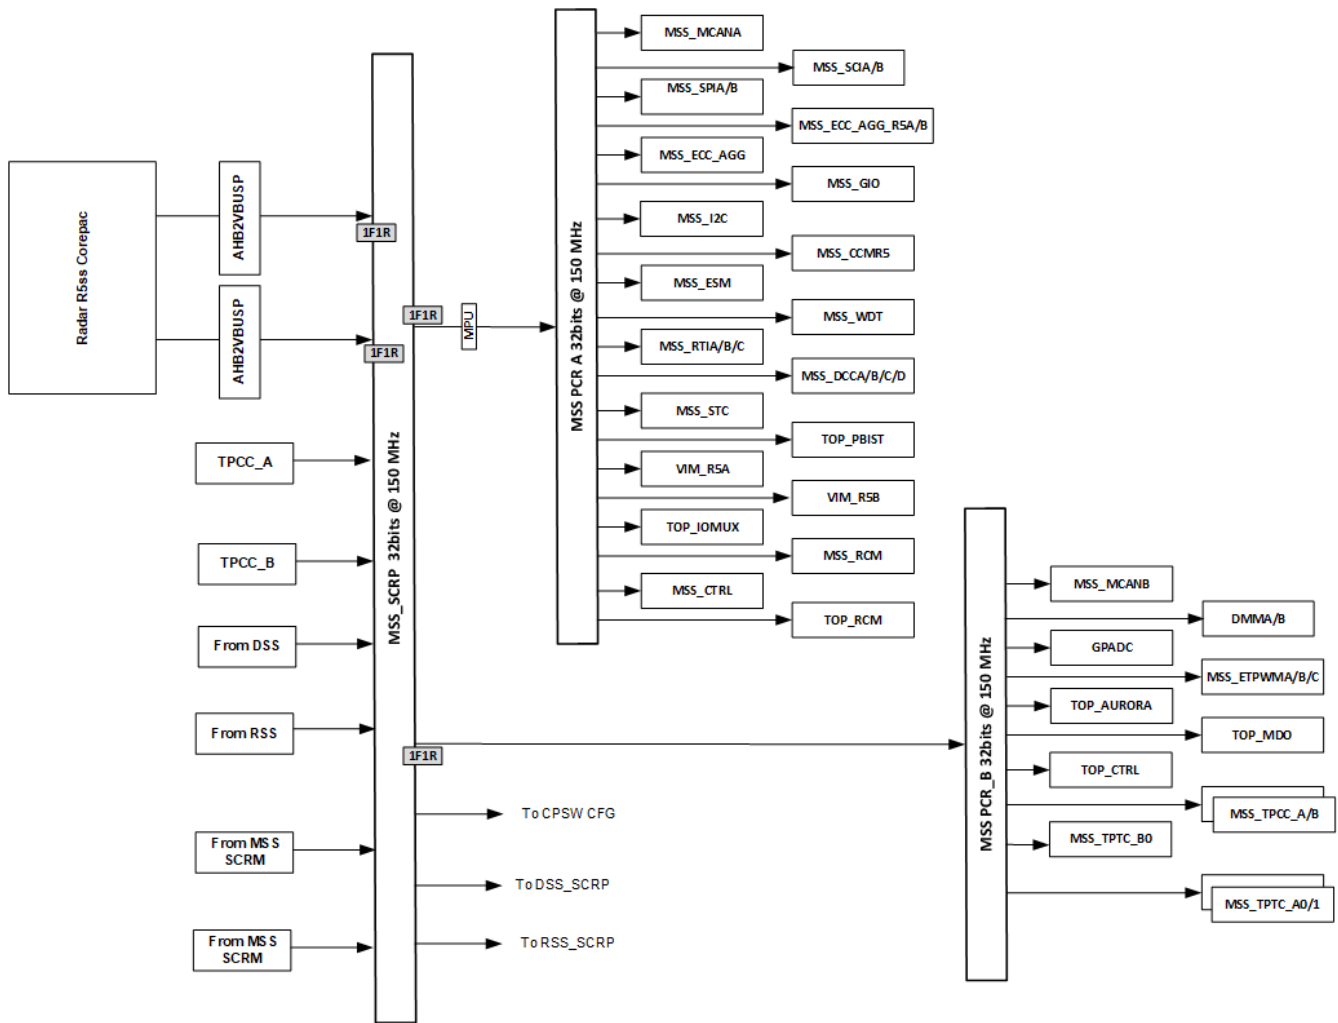 Radar R5ss Corepac
AHB2VBUSP
AHB2VBUSP
TPCC_A
TPCC_B
From DSS
From RSS
From MSS
SCRM
From MSS
SCRM
1F1R
1F1R
MSS_SCRP 32bits @ 150 MHz
1F1R
MPU
1F1R
To CPSW CFG
To DSS_SCRP
To RSS_SCRP
MSS PCR A 32bits @ 150 MHz
MSS_MCANA
MSS_SCIA/B
MSS_SPIA/B
MSS_ECC_AGG_R5A/B
MSS_ECC_AGG
MSS_GIO
MSS_I2C
MSS_CCMR5
MSS_ESM
MSS_WDT
MSS_RTIA/B/C
MSS_DCCA/B/C/D
MSS_STC
TOP_PBIST
VIM_R5A
VIM_R5B
TOP_IOMUX
MSS_RCM
MSS_CTRL
TOP_RCM
MSS PCR_B 32bits @ 150 MHz
MSS_MCANB
DMMA/B
GPADC
MSS_ETPWMA/B/C
TOP_AURORA
TOP_MDO
TOP_CTRL
MSS_TPCC_A/B
MSS_TPTC_B0
MSS_TPTC_A0/1